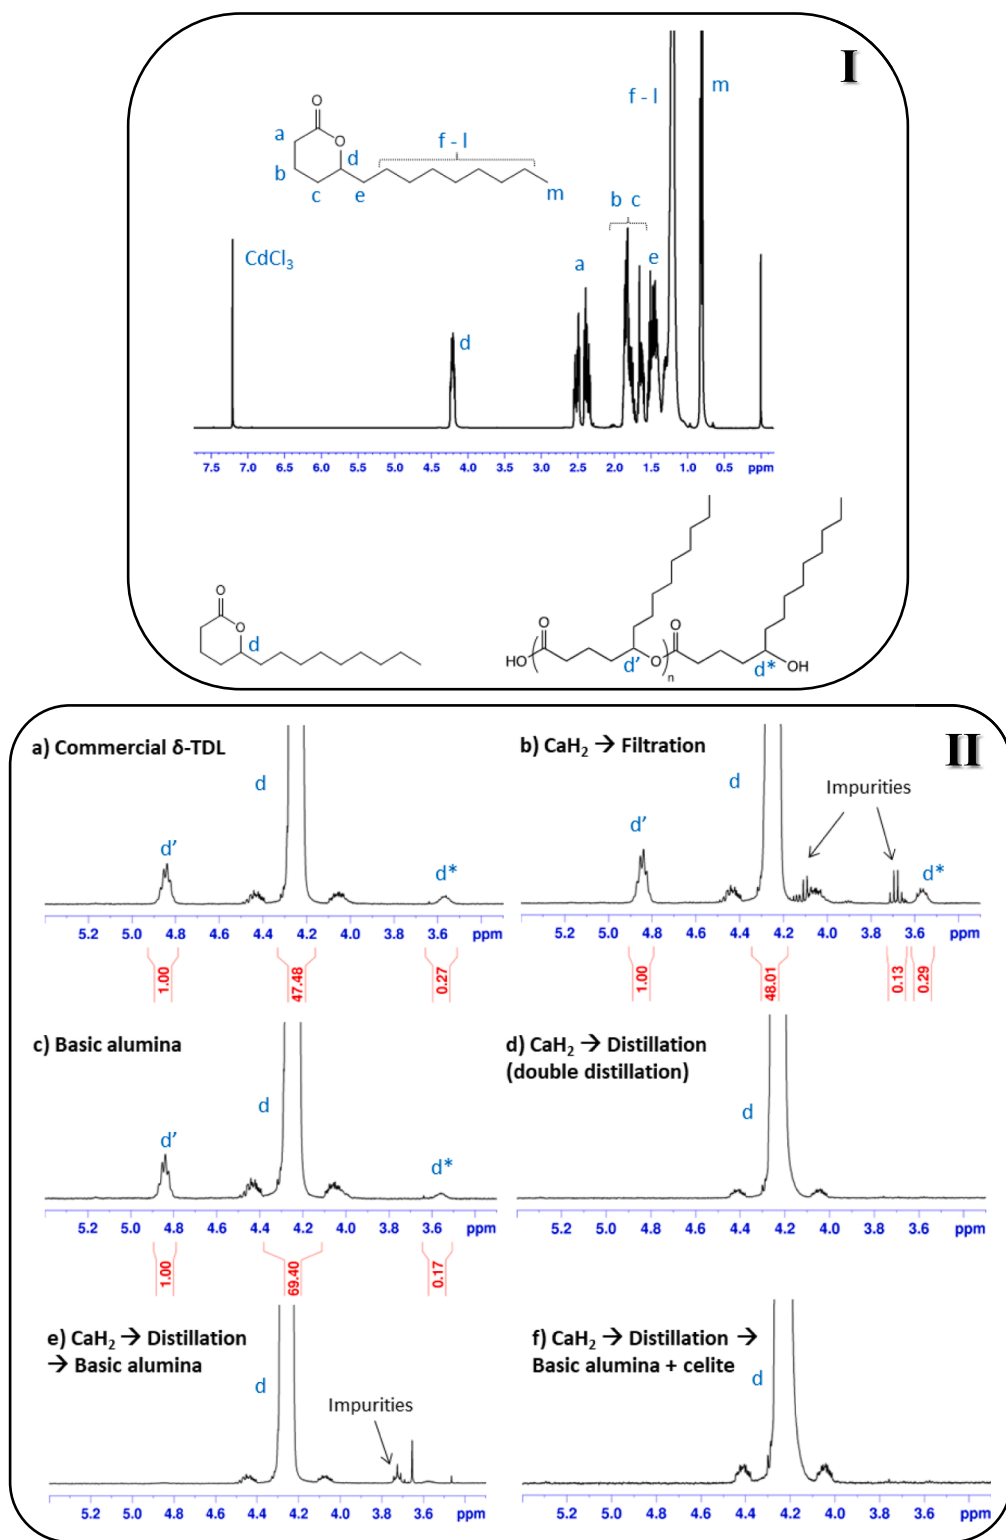 I
O
O
a
b
c
d
e
f - l
m
CdCl3
d
a
b c
e
f - l
m
7.5 7.0 6.5 6.0 5.5 5.0 4.5 4.0 3.5 3.0 2.5 2.0 1.5 1.0 0.5 ppm
O
O
d
O
HO
d'
O
n
O
d*
OH
II
a) Commercial δ-TDL
d
d'
d*
5.2 5.0 4.8 4.6 4.4 4.2 4.0 3.8 3.6 ppm
1.00 47.48 0.27
b) CaH2 → Filtration
Impurities
d
d'
d*
5.2 5.0 4.8 4.6 4.4 4.2 4.0 3.8 3.6 ppm
1.00 48.01 0.13 0.29
c) Basic alumina
d
d'
d*
5.2 5.0 4.8 4.6 4.4 4.2 4.0 3.8 3.6 ppm
1.00 69.40 0.17
d) CaH2 → Distillation
(double distillation)
d
5.2 5.0 4.8 4.6 4.4 4.2 4.0 3.8 3.6 ppm
e) CaH2 → Distillation
→ Basic alumina
d
Impurities
5.2 5.0 4.8 4.6 4.4 4.2 4.0 3.8 3.6 ppm
f) CaH2 → Distillation →
Basic alumina + celite
d
5.2 5.0 4.8 4.6 4.4 4.2 4.0 3.8 3.6 ppm